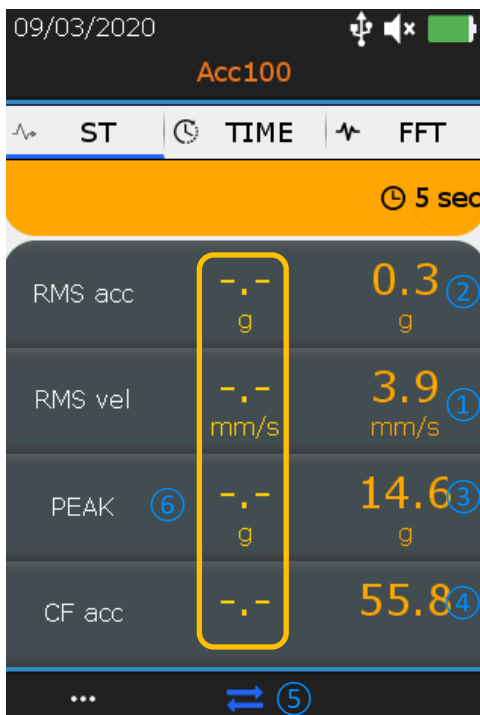 09/03/2020
Acc100
ST TIME FFT
5 sec
RMS acc -.- g 0.3 g ②
RMS vel -.- mm/s 3.9 mm/s ①
PEAK ⑥ -.- g 14.6 g ③
CF acc -.- 55.8 ④
... ⑤